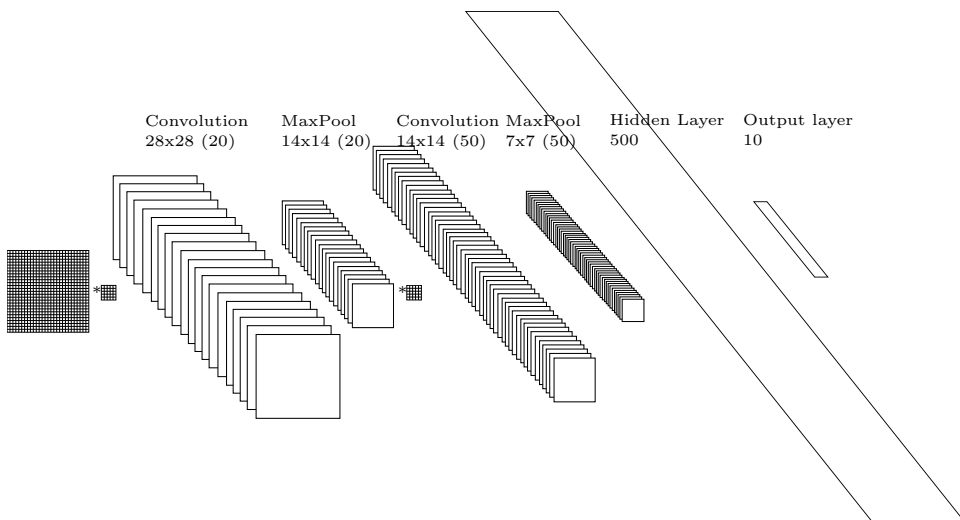 Convolution
28x28 (20)
MaxPool
14x14 (20)
Convolution
14x14 (50)
MaxPool
7x7 (50)
Hidden Layer
500
Output layer
10
*
*